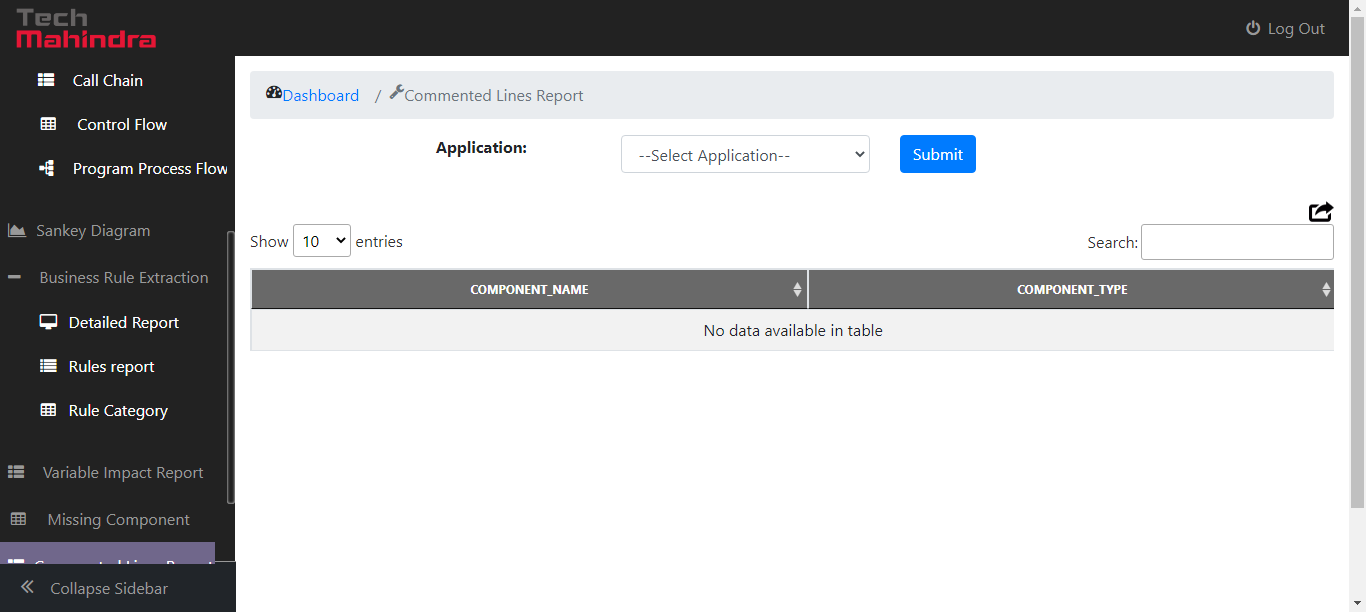 Tech
Mahindra
Log Out
Call Chain
Control Flow
Program Process Flow
Sankey Diagram
Business Rule Extraction
Detailed Report
Rules report
Rule Category
Variable Impact Report
Missing Component
Collapse Sidebar
Dashboard / Commented Lines Report
Application: --Select Application-- Submit
Show 10 entries Search:
COMPONENT_NAME COMPONENT_TYPE
No data available in table